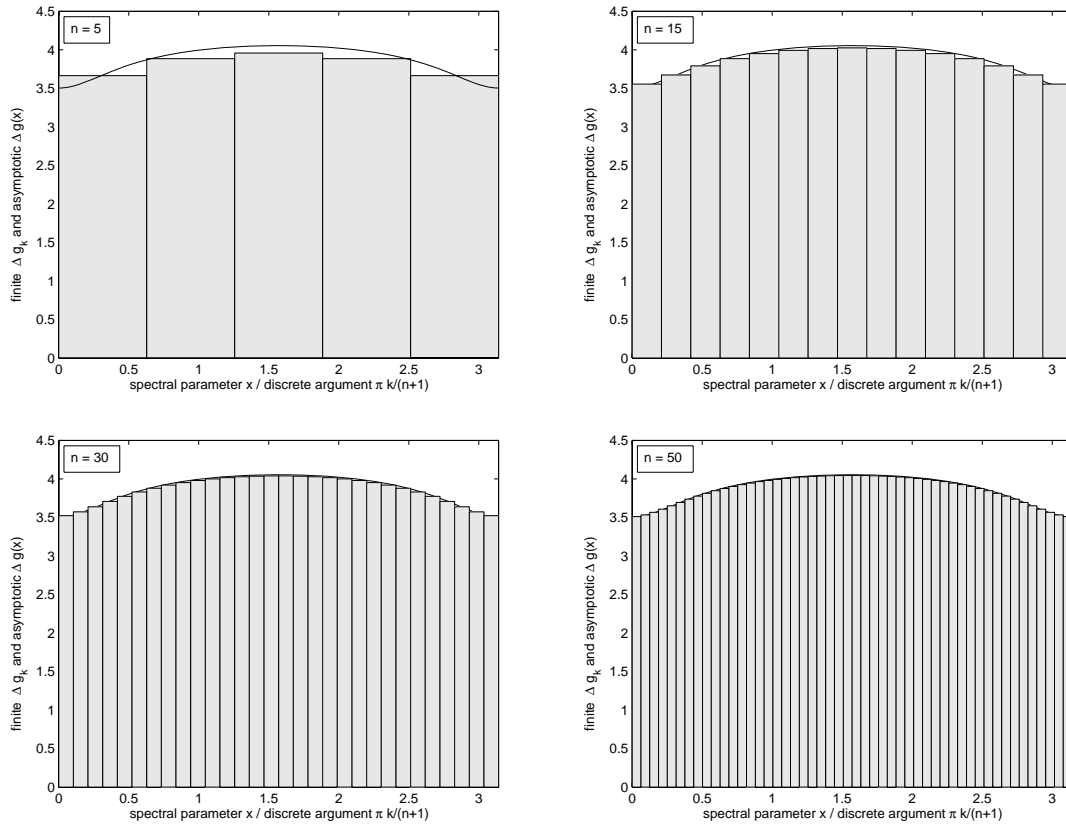 4.5
4
3.5
3
2.5
2
1.5
1
0.5
0
n = 5
finite Δ g_k and asymptotic Δ g(x)
0 0.5 1 1.5 2 2.5 3
spectral parameter x / discrete argument π k/(n+1)
4.5
4
3.5
3
2.5
2
1.5
1
0.5
0
n = 15
finite Δ g_k and asymptotic Δ g(x)
0 0.5 1 1.5 2 2.5 3
spectral parameter x / discrete argument π k/(n+1)
4.5
4
3.5
3
2.5
2
1.5
1
0.5
0
n = 30
finite Δ g_k and asymptotic Δ g(x)
0 0.5 1 1.5 2 2.5 3
spectral parameter x / discrete argument π k/(n+1)
4.5
4
3.5
3
2.5
2
1.5
1
0.5
0
n = 50
finite Δ g_k and asymptotic Δ g(x)
0 0.5 1 1.5 2 2.5 3
spectral parameter x / discrete argument π k/(n+1)